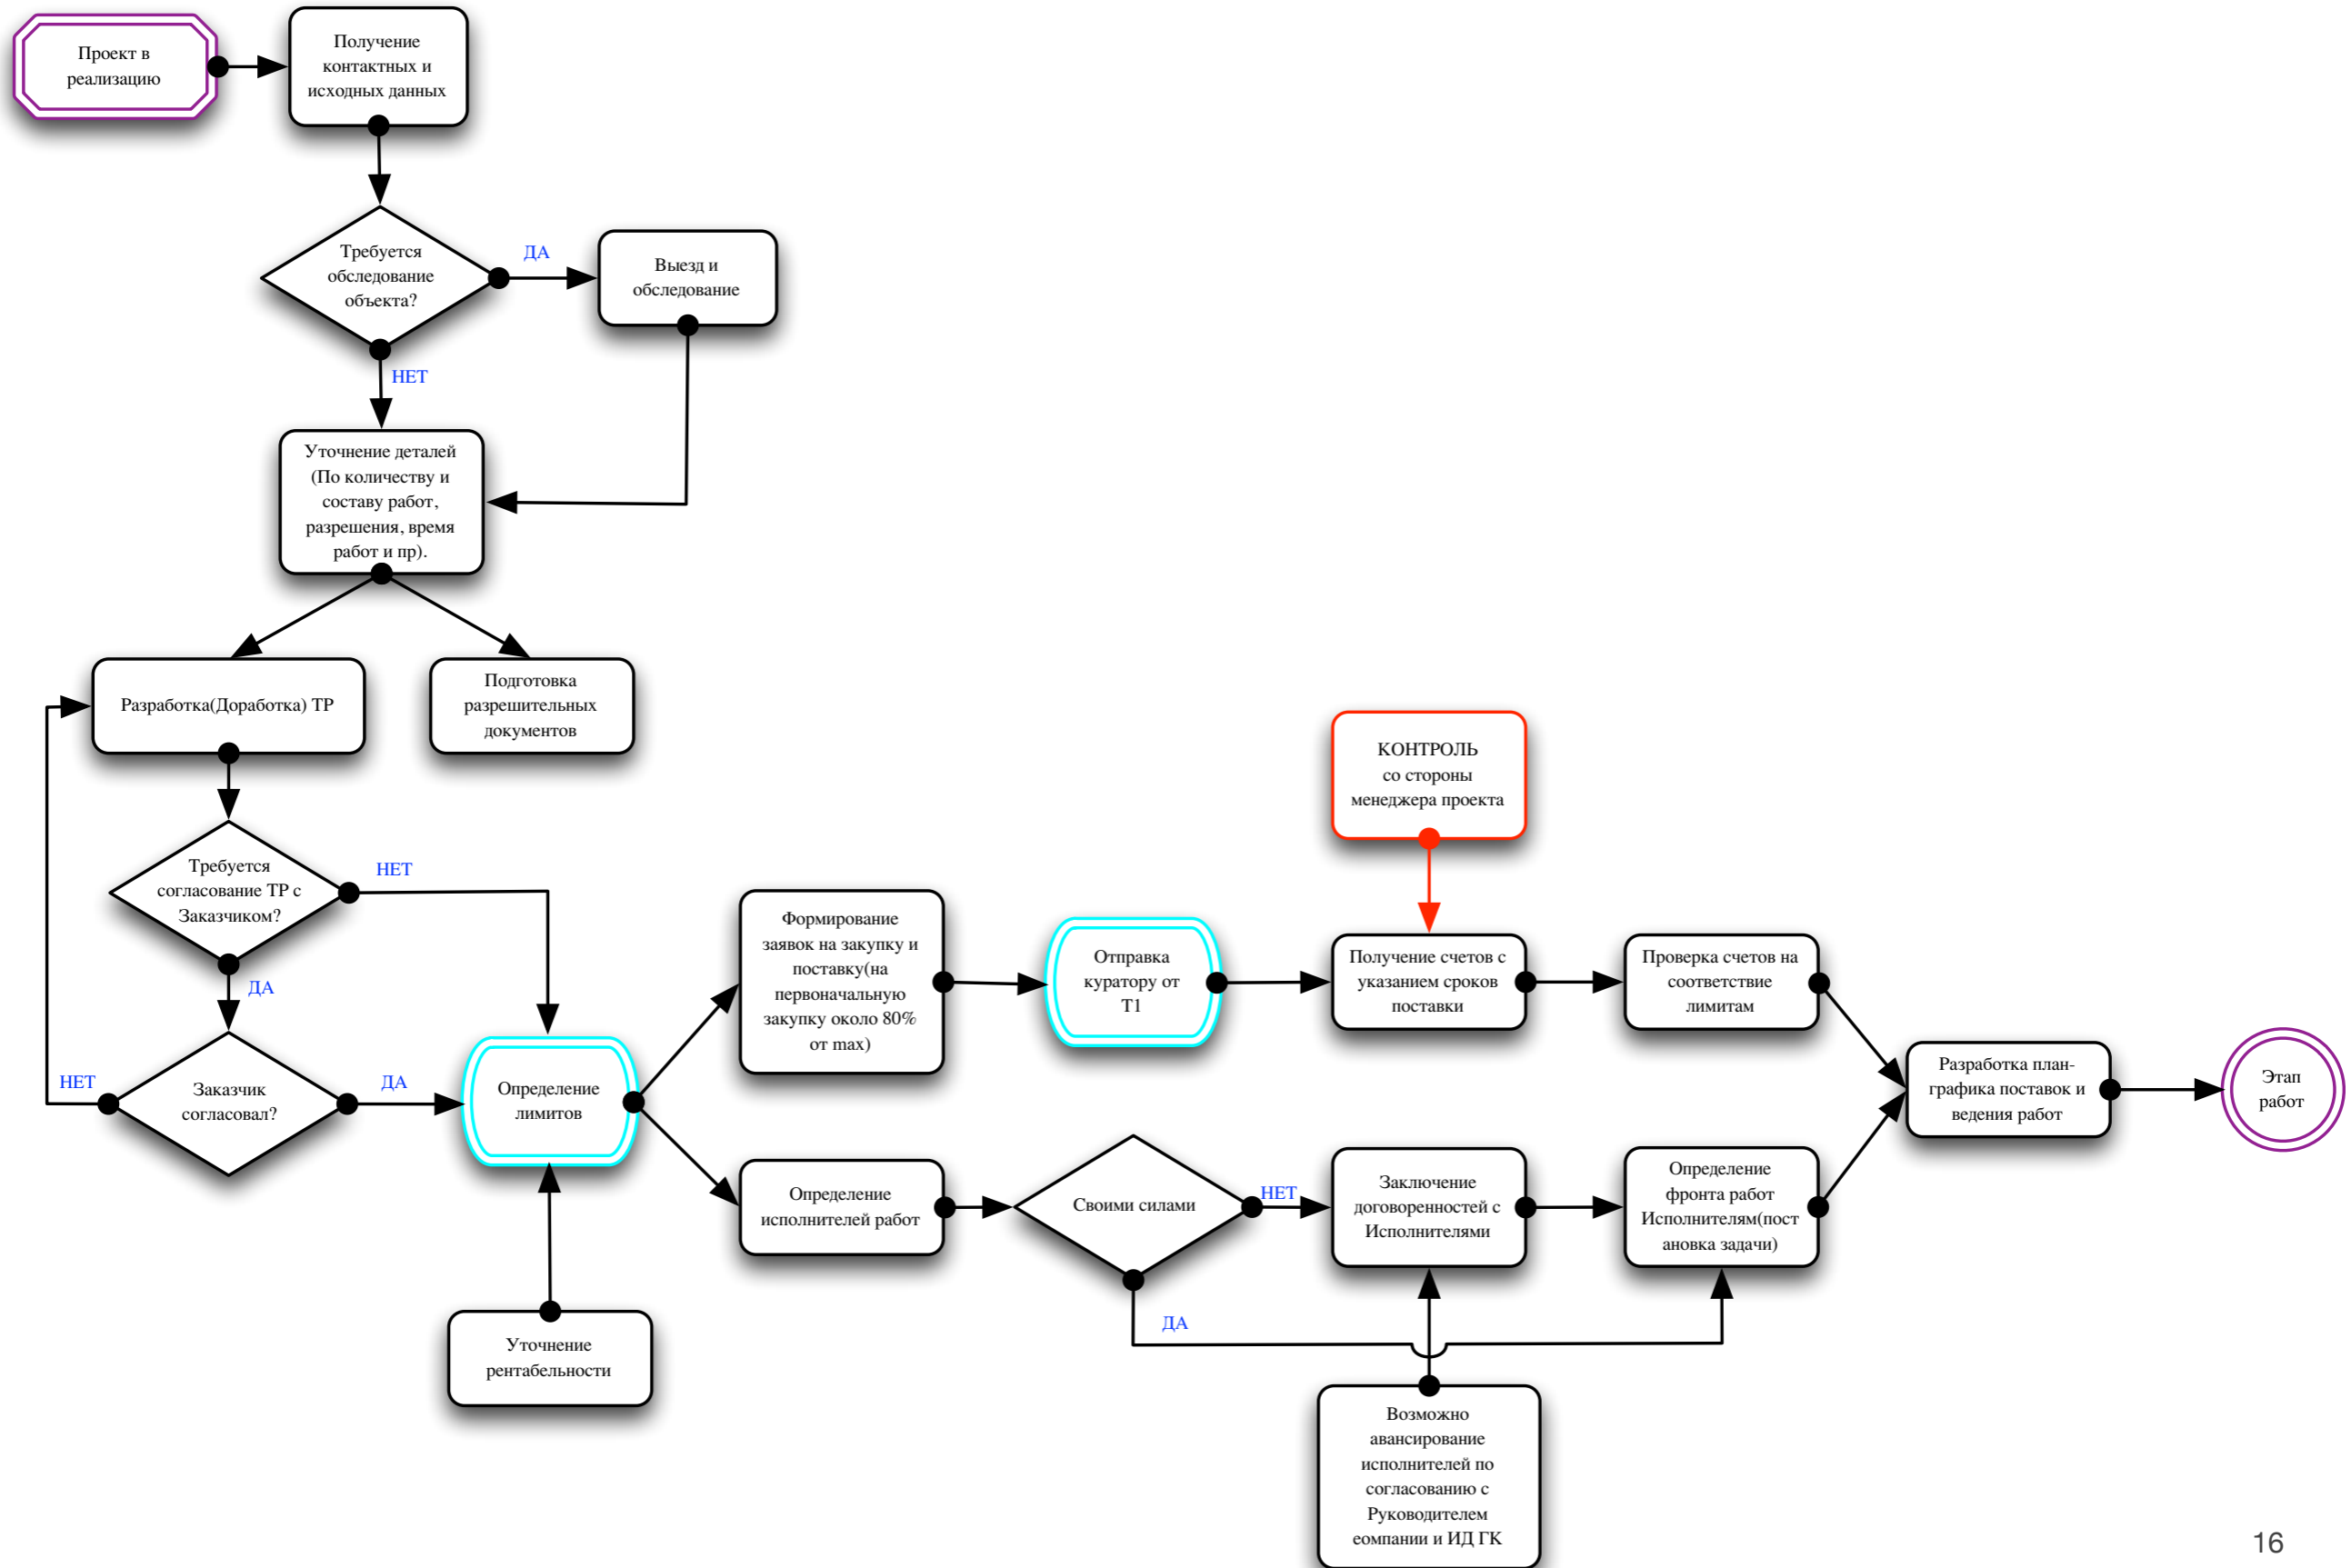 Проект в
реализацию
Получение
контактных и
исходных данных
Требуется
обследование
объекта?
ДА
Выезд и
обследование
НЕТ
Уточнение деталей
(По количеству и
составу работ,
разрешения, время
работ и пр).
Разработка(Доработка) ТР
Подготовка
разрешительных
документов
Требуется
согласование ТР с
Заказчиком?
НЕТ
ДА
Заказчик
согласовал?
НЕТ
ДА
Определение
лимитов
Уточнение
рентабельности
Формирование
заявок на закупку и
поставку(на
первоначальную
закупку около 80%
от max)
Отправка
куратору от
Т1
КОНТРОЛЬ
со стороны
менеджера проекта
Получение счетов с
указанием сроков
поставки
Проверка счетов на
соответствие
лимитам
Определение
исполнителей работ
Своими силами
НЕТ
ДА
Заключение
договоренностей с
Исполнителями
Определение
фронта работ
Исполнителям(пост
ановка задачи)
Возможно
авансирование
исполнителей по
согласованию с
Руководителем
еомпании и ИД ГК
Разработка план-
графика поставок и
ведения работ
Этап
работ
16